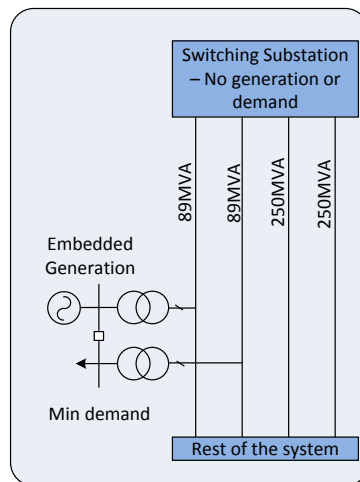 Switching Substation
– No generation or
demand
89MVA
89MVA
250MVA
250MVA
Embedded
Generation
Min demand
Rest of the system